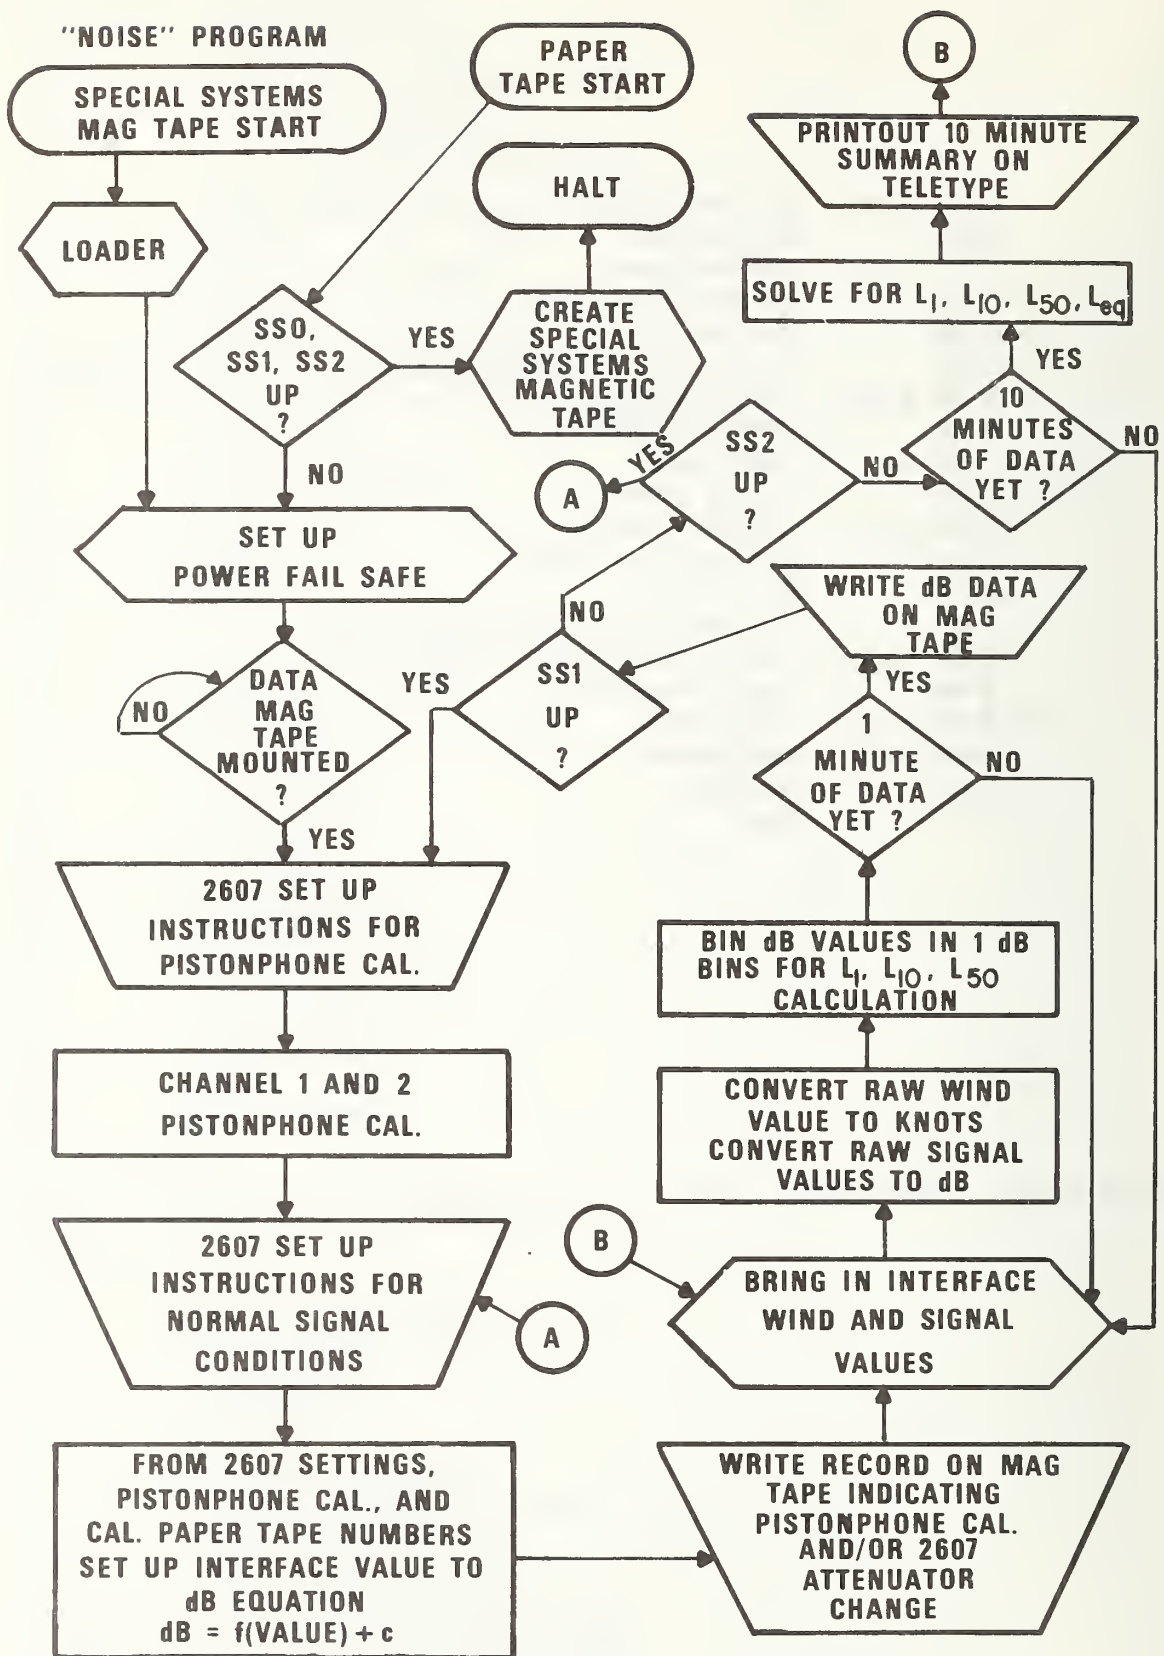 "NOISE" PROGRAM
SPECIAL SYSTEMS
MAG TAPE START
LOADER
PAPER
TAPE START
SS0,
SS1, SS2
UP
?
YES
NO
CREATE
SPECIAL
SYSTEMS
MAGNETIC
TAPE
HALT
SET UP
POWER FAIL SAFE
DATA
MAG
TAPE
MOUNTED
?
NO
YES
2607 SET UP
INSTRUCTIONS FOR
PISTONPHONE CAL.
CHANNEL 1 AND 2
PISTONPHONE CAL.
2607 SET UP
INSTRUCTIONS FOR
NORMAL SIGNAL
CONDITIONS
A
FROM 2607 SETTINGS,
PISTONPHONE CAL., AND
CAL. PAPER TAPE NUMBERS
SET UP INTERFACE VALUE TO
dB EQUATION
dB = f(VALUE) + c
WRITE RECORD ON MAG
TAPE INDICATING
PISTONPHONE CAL.
AND/OR 2607
ATTENUATOR
CHANGE
B
BRING IN INTERFACE
WIND AND SIGNAL
VALUES
CONVERT RAW WIND
VALUE TO KNOTS
CONVERT RAW SIGNAL
VALUES TO dB
BIN dB VALUES IN 1 dB
BINS FOR L1, L10, L50
CALCULATION
1
MINUTE
OF DATA
YET ?
NO
YES
WRITE dB DATA
ON MAG
TAPE
SS1
UP
?
YES
NO
SS2
UP
?
YES
A
NO
10
MINUTES
OF DATA
YET ?
NO
YES
SOLVE FOR L1, L10, L50, Leq
PRINTOUT 10 MINUTE
SUMMARY ON
TELETYPE
B